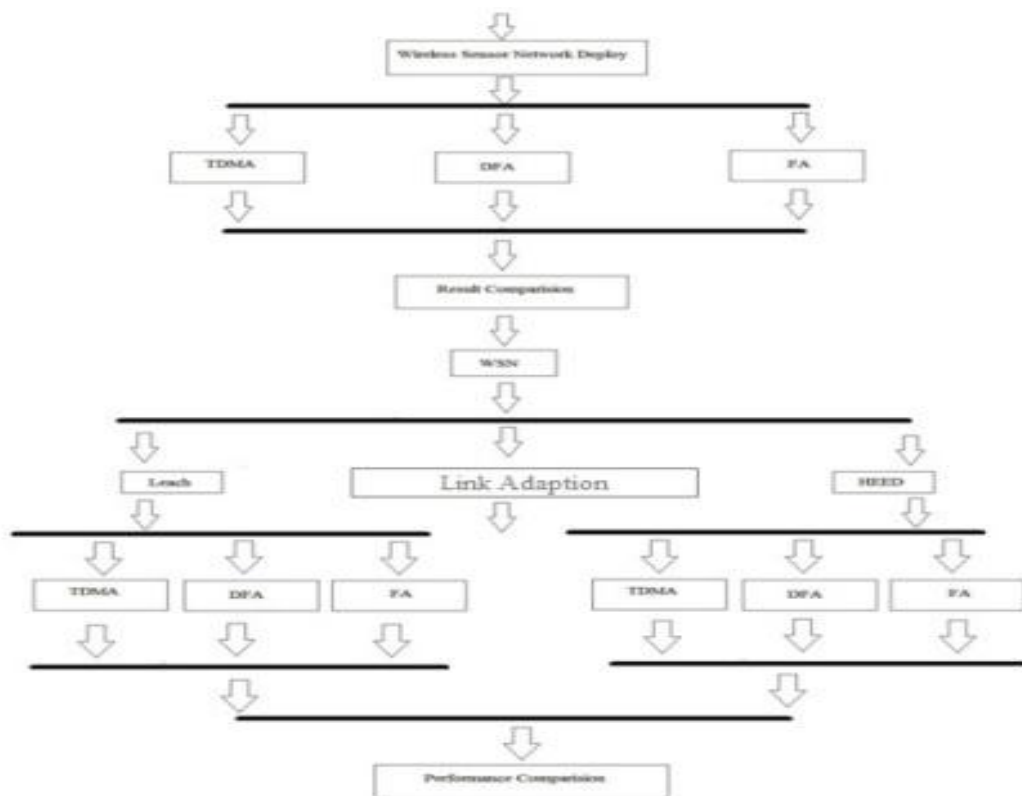 Wireless Sensor Network Deploy
TDMA
DFA
FA
Result Comparision
WSN
Leach
Link Adaption
HEED
TDMA
DFA
FA
TDMA
DFA
FA
Performance Comparision